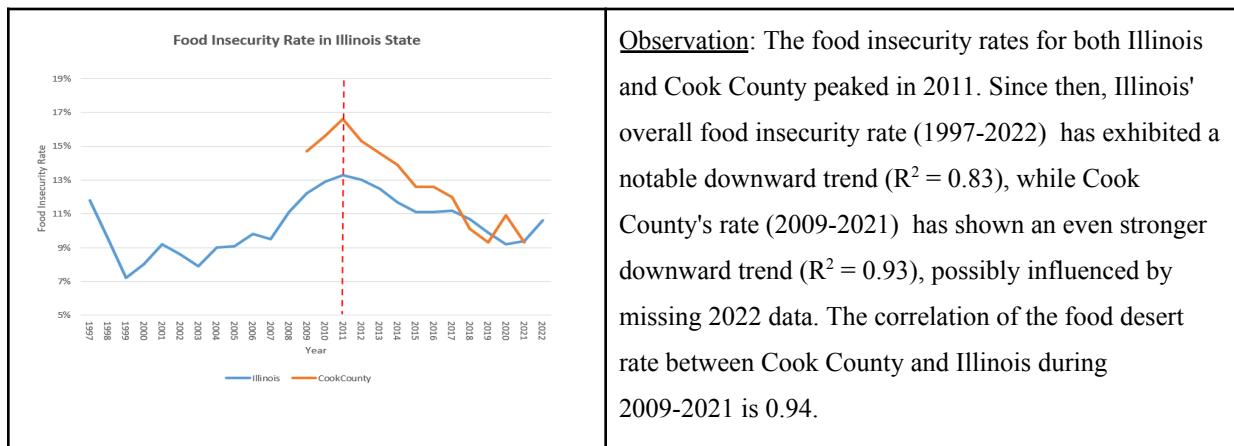 Food Insecurity Rate in Illinois State
19%
17%
15%
13%
11%
9%
7%
5%
Food Insecurity Rate
1997
1998
1999
2000
2001
2002
2003
2004
2005
2006
2007
2008
2009
2010
2011
2012
2013
2014
2015
2016
2017
2018
2019
2020
2021
2022
Year
Illinois
CookCounty
Observation: The food insecurity rates for both Illinois
and Cook County peaked in 2011. Since then, Illinois'
overall food insecurity rate (1997-2022) has exhibited a
notable downward trend (R² = 0.83), while Cook
County's rate (2009-2021) has shown an even stronger
downward trend (R² = 0.93), possibly influenced by
missing 2022 data. The correlation of the food desert
rate between Cook County and Illinois during
2009-2021 is 0.94.